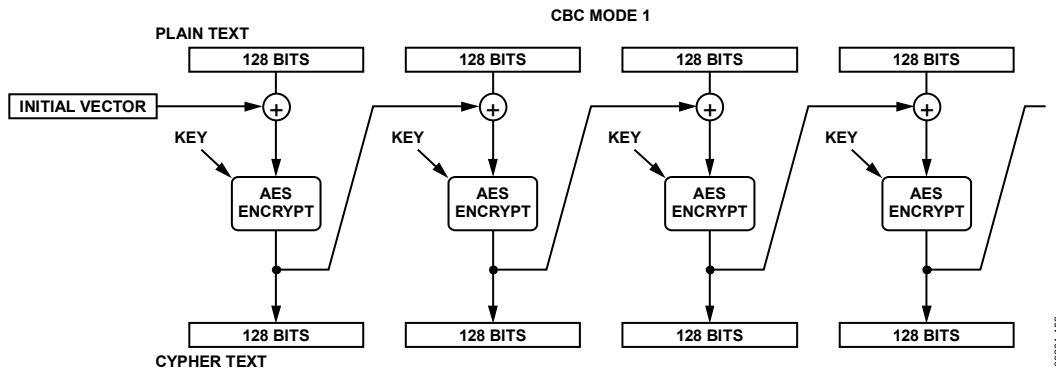 CBC MODE 1
PLAIN TEXT
128 BITS 128 BITS 128 BITS 128 BITS
INITIAL VECTOR
KEY KEY KEY KEY
AES ENCRYPT AES ENCRYPT AES ENCRYPT AES ENCRYPT
128 BITS 128 BITS 128 BITS 128 BITS
CYPHER TEXT